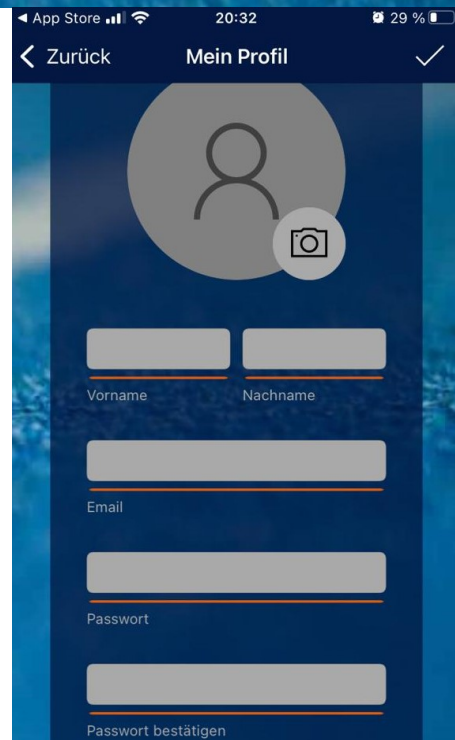 ◀ App Store 20:32 29 %
Zurück Mein Profil
Vorname Nachname
Email
Passwort
Passwort bestätigen